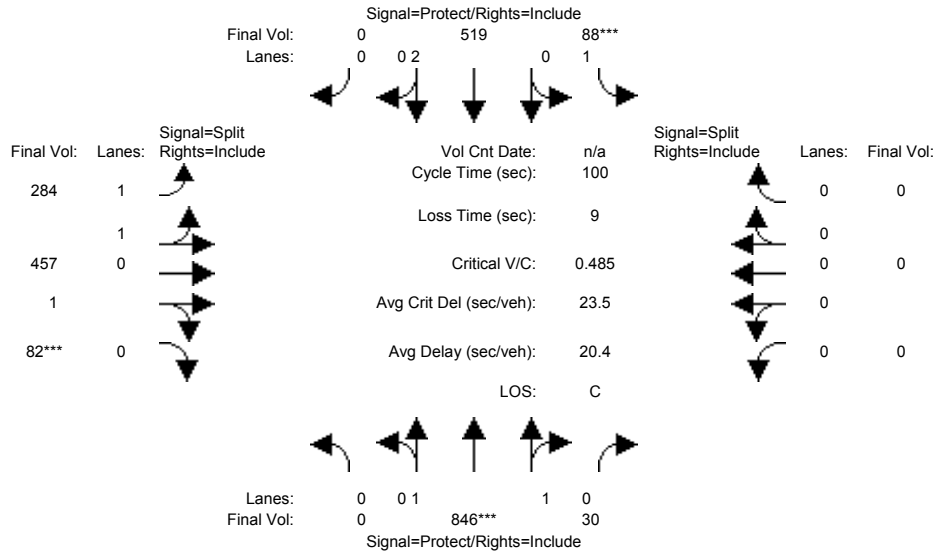 Signal=Protect/Rights=Include
Final Vol: 0 519 88***
Lanes: 0 0 2 0 1
Signal=Split
Final Vol: Lanes: Rights=Include
Vol Cnt Date: n/a
Signal=Split
Rights=Include Lanes: Final Vol:
Cycle Time (sec): 100
284 1
0 0
Loss Time (sec): 9
1
0
457 0
Critical V/C: 0.485
0 0
1
Avg Crit Del (sec/veh): 23.5
0
82*** 0
Avg Delay (sec/veh): 20.4
0 0
LOS: C
Lanes: 0 0 1 1 0
Final Vol: 0 846*** 30
Signal=Protect/Rights=Include